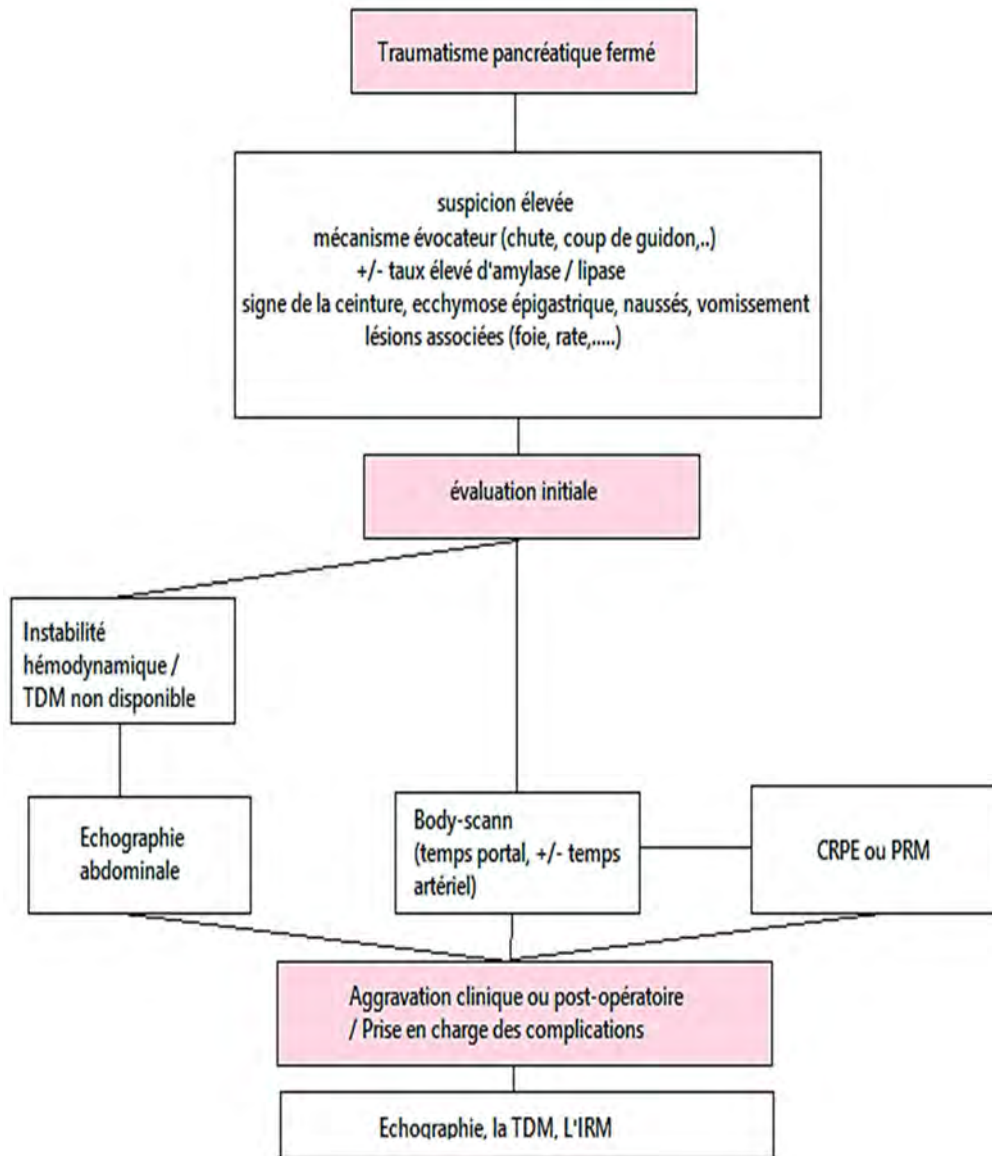 Traumatisme pancréatique fermé
suspicion élevée
mécanisme évocateur (chute, coup de guidon,..)
+/- taux élevé d'amylase / lipase
signe de la ceinture, ecchymose épigastrique, naussés, vomissement
lésions associées (foie, rate,.....)
évaluation initiale
Instabilité
hémodynamique /
TDM non disponible
Echographie
abdominale
Body-scann
(temps portal, +/- temps
artériel)
CRPE ou PRM
Aggravation clinique ou post-opératoire
/ Prise en charge des complications
Echographie, la TDM, L'IRM